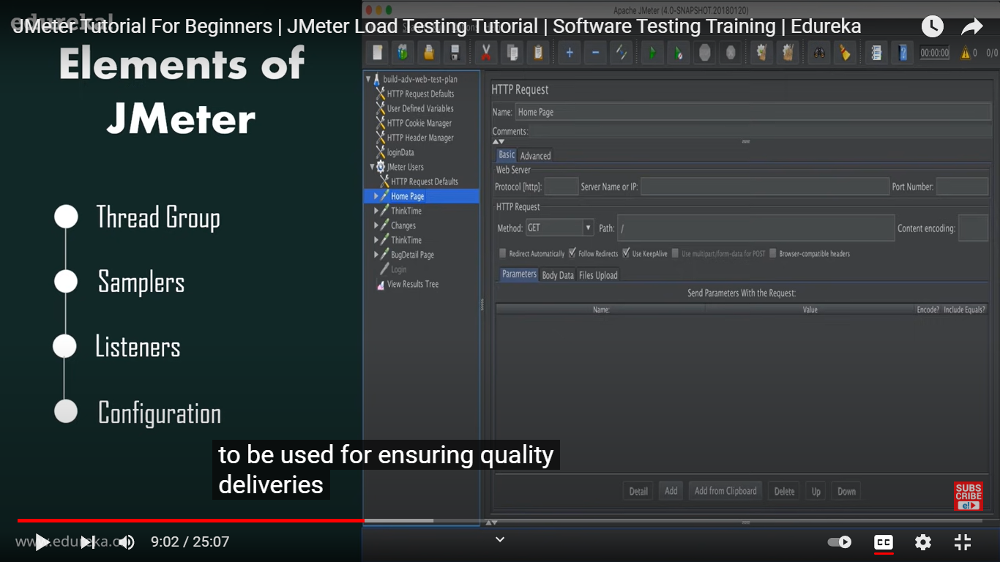 edureka!
JMeter Tutorial For Beginners | JMeter Load Testing Tutorial | Software Testing Training | Edureka
Elements of
JMeter
Thread Group
Samplers
Listeners
Configuration
Apache JMeter (4.0-SNAPSHOT.20180120)
00:00:00
0
0/0
build-adv-web-test-plan
HTTP Request Defaults
User Defined Variables
HTTP Cookie Manager
HTTP Header Manager
loginData
JMeter Users
HTTP Request Defaults
Home Page
ThinkTime
Changes
ThinkTime
BugDetail Page
Login
View Results Tree
HTTP Request
Name: Home Page
Comments:
Basic Advanced
Web Server
Protocol [http]: Server Name or IP: Port Number:
HTTP Request
Method: GET Path: / Content encoding:
Redirect Automatically Follow Redirects Use KeepAlive Use multipart/form-data for POST Browser-compatible headers
Parameters Body Data Files Upload
Send Parameters With the Request:
Name: Value Encode? Include Equals?
Detail Add Add from Clipboard Delete Up Down
to be used for ensuring quality
deliveries
SUBS
CRIBE
e!
www.edureka.c
9:02 / 25:07
CC